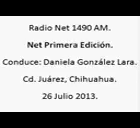 Radio Net 1490 AM.
Net Primera Edición.
Conduce: Daniela González Lara.
Cd. Juárez, Chihuahua.
26 Julio 2013.